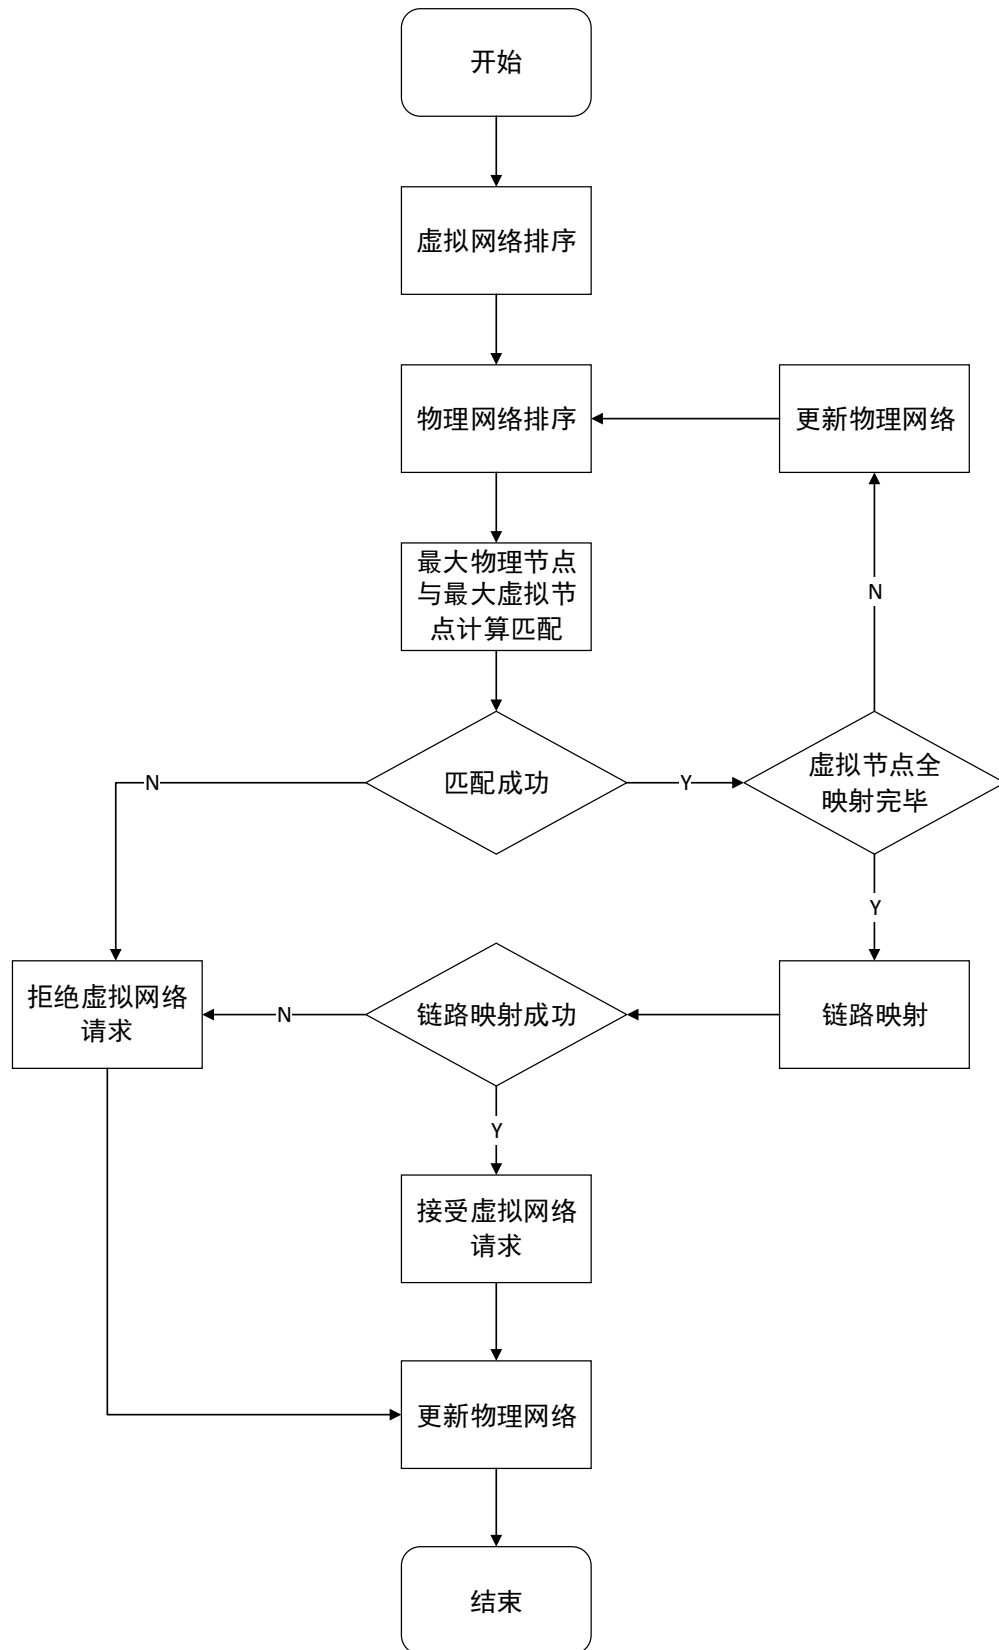 开始
虚拟网络排序
物理网络排序
更新物理网络
最大物理节点
与最大虚拟节
点计算匹配
N
匹配成功
N
Y
虚拟节点全
映射完毕
Y
拒绝虚拟网络
请求
N
链路映射成功
链路映射
Y
接受虚拟网络
请求
更新物理网络
结束